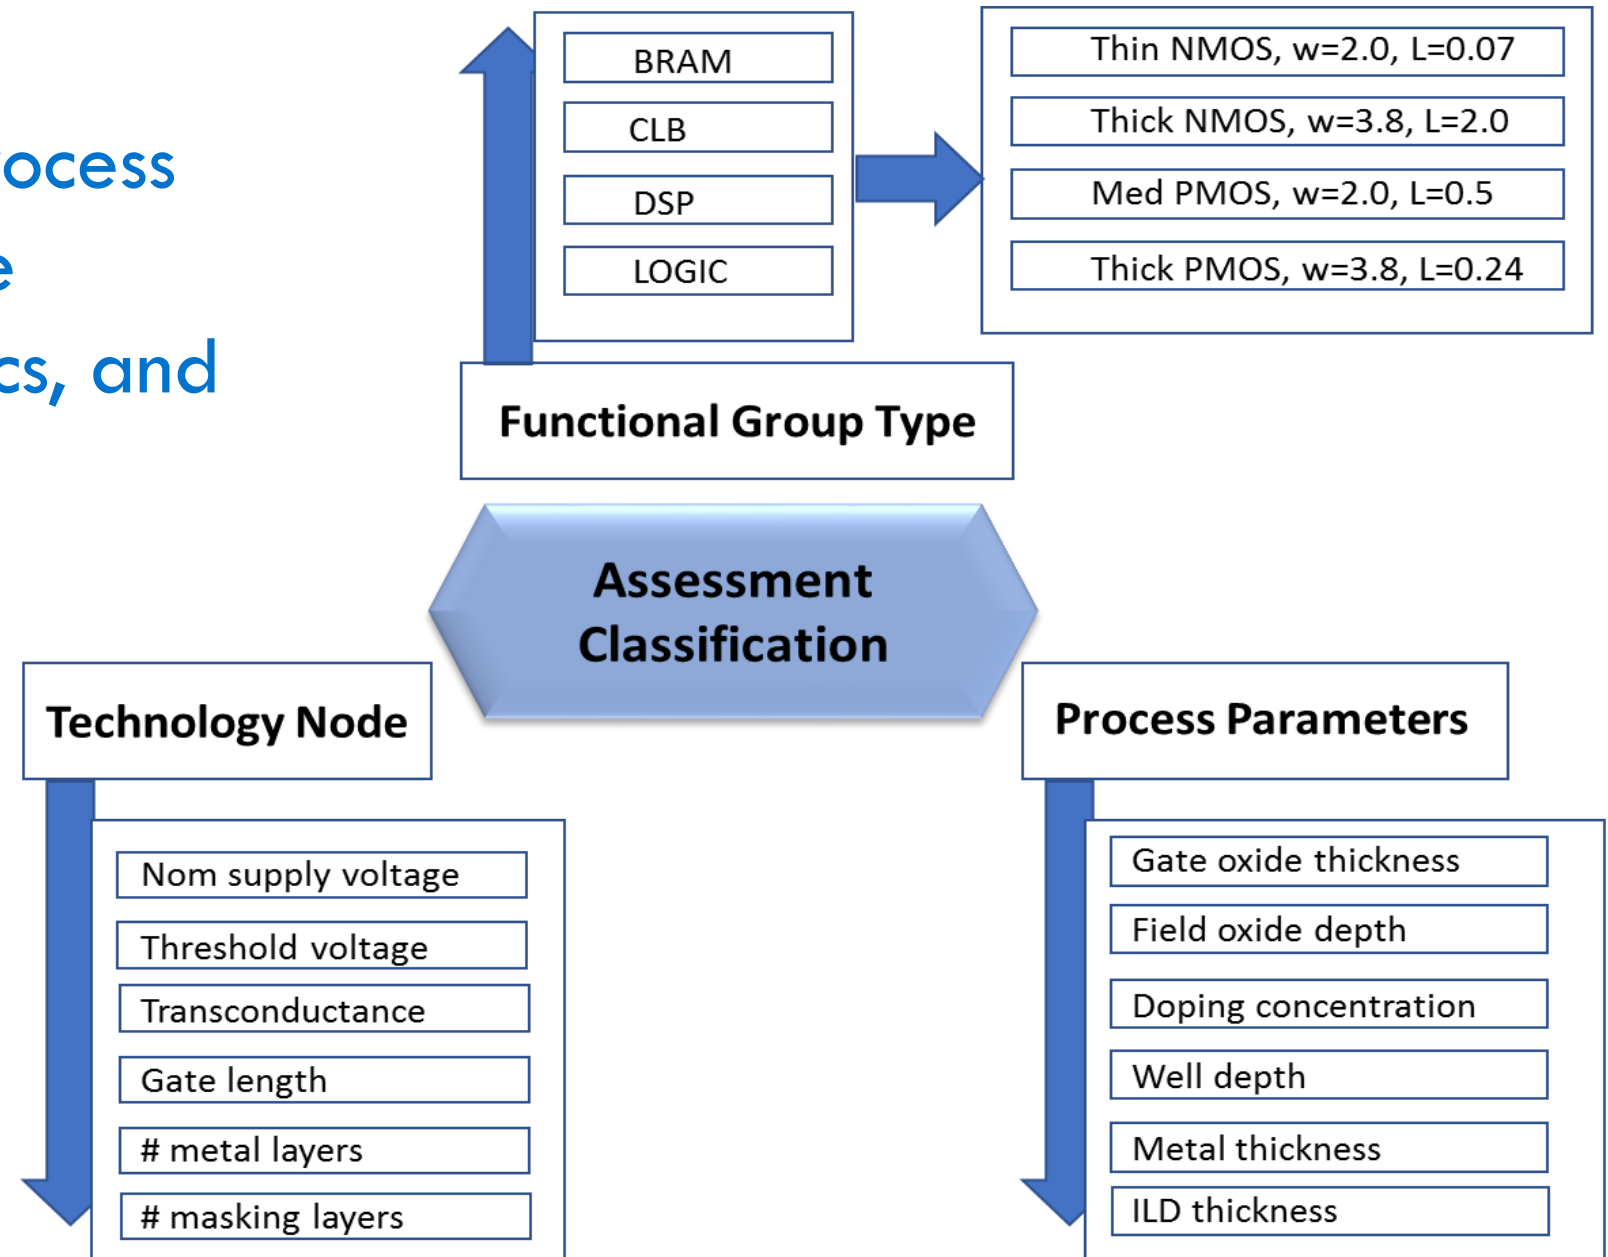 BRAM
CLB
DSP
LOGIC
Thin NMOS, w=2.0, L=0.07
Thick NMOS, w=3.8, L=2.0
Med PMOS, w=2.0, L=0.5
Thick PMOS, w=3.8, L=0.24
and
Functional Group Type
Assessment
Classification
Technology Node
Nom supply voltage
Threshold voltage
Transconductance
Gate length
# metal layers
# masking layers
Process Parameters
Gate oxide thickness
Field oxide depth
Doping concentration
Well depth
Metal thickness
ILD thickness